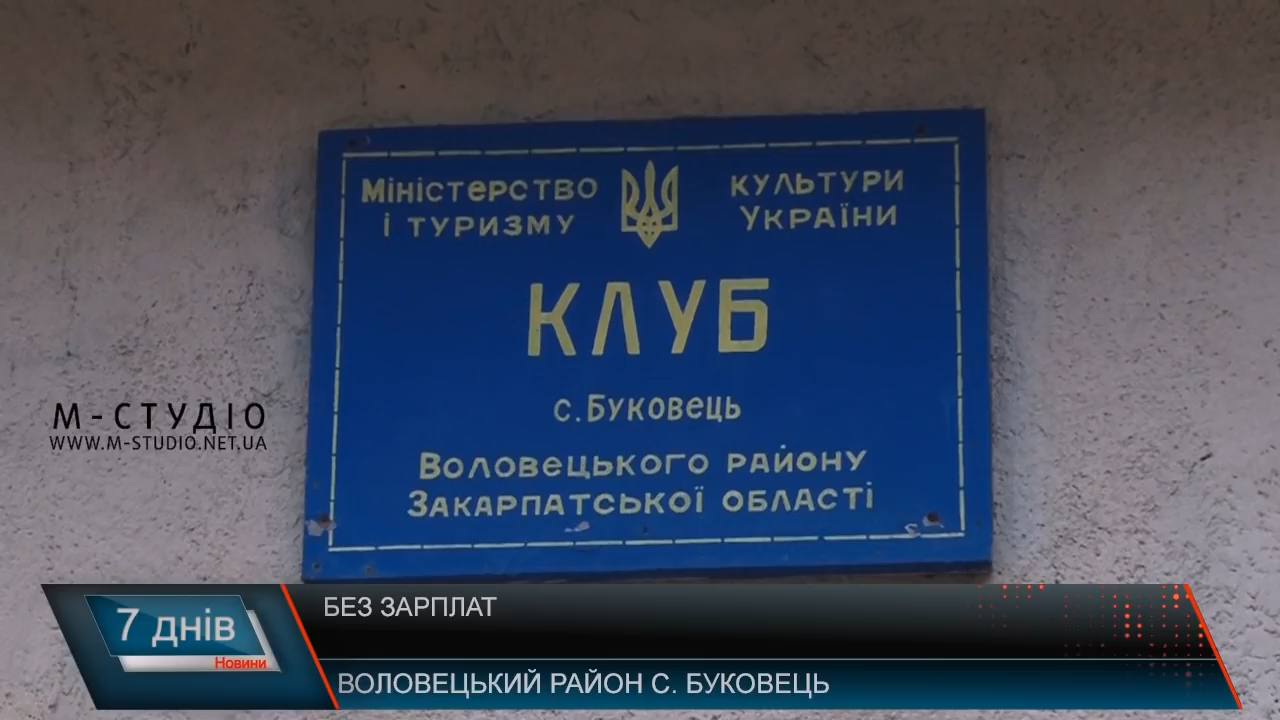 Міністерство культури
і туризму України
КЛУБ
с. Буковець
Воловецького району
Закарпатської області
М-СТУДІО
WWW.M-STUDIO.NET.UA
7 днів
Новини
БЕЗ ЗАРПЛАТ
ВОЛОВЕЦЬКИЙ РАЙОН С. БУКОВЕЦЬ